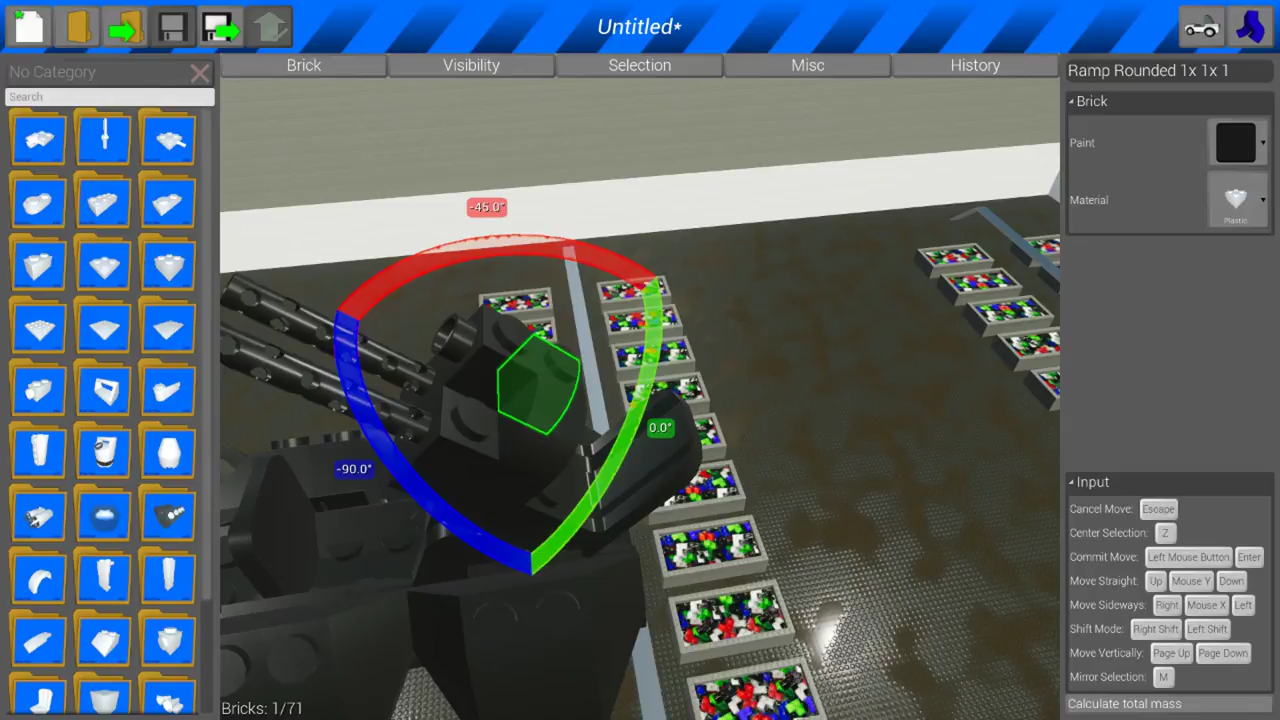 Untitled*
No Category
Search
Brick
Visibility
Selection
Misc
History
-45.0°
0.0°
-90.0°
Bricks: 1/71
Ramp Rounded 1x 1x 1
Brick
Paint
Material
Plastic
Input
Cancel Move: Escape
Center Selection: Z
Commit Move: Left Mouse Button Enter
Move Straight: Up Mouse Y Down
Move Sideways: Right Mouse X Left
Shift Mode: Right Shift Left Shift
Move Vertically: Page Up Page Down
Mirror Selection: M
Calculate total mass